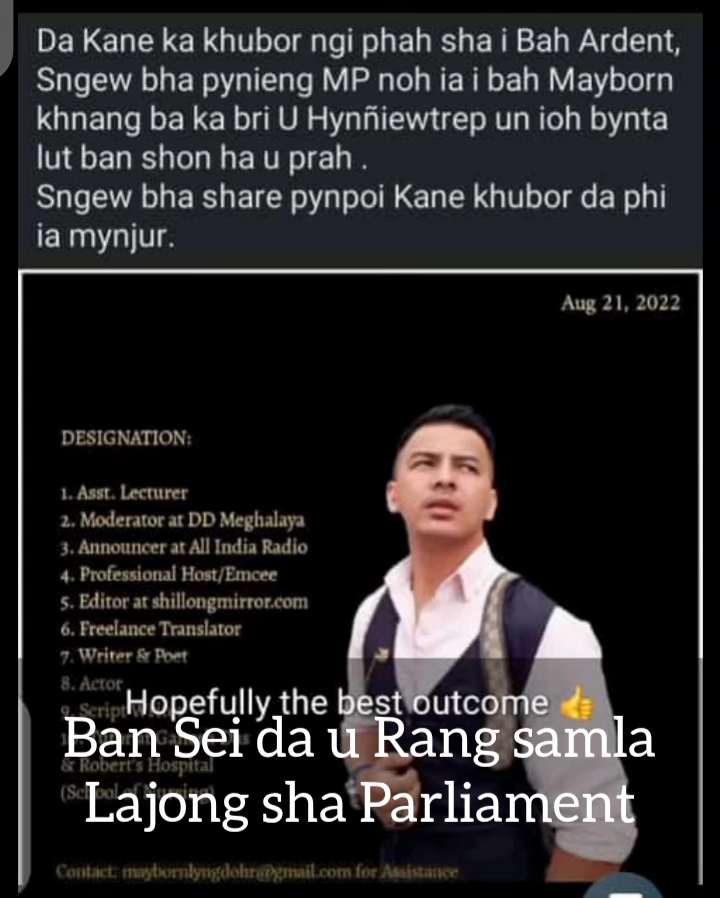 Da Kane ka khubor ngi phah sha i Bah Ardent,
Sngew bha pynieng MP noh ia i bah Mayborn
khnang ba ka bri U Hynñiewtrep un ioh bynta
lut ban shon ha u prah .
Sngew bha share pynpoi Kane khubor da phi
ia mynjur.
Aug 21, 2022
DESIGNATION:
1. Asst. Lecturer
2. Moderator at DD Meghalaya
3. Announcer at All India Radio
4. Professional Host/Emcee
5. Editor at shillongmirror.com
6. Freelance Translator
7. Writer & Poet
8. Actor
9. Script
Hopefully the best outcome 👍
Ban Sei da u Rang samla
& Robert's Hospital
Lajong sha Parliament
Contact: maybornlyngdohr@gmail.com for Assistance